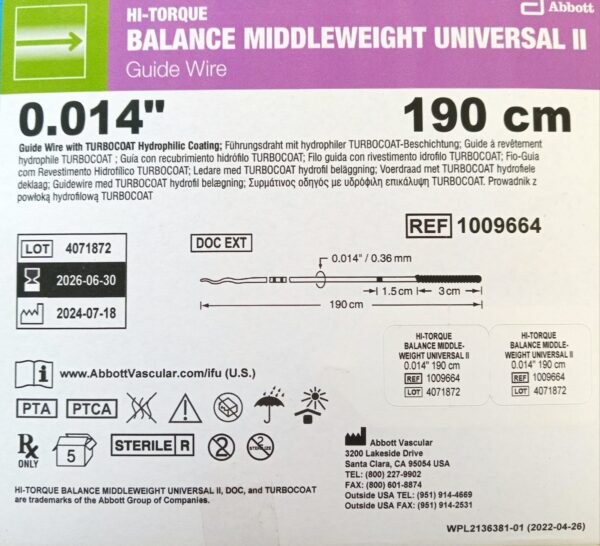 HI-TORQUE
Abbott
BALANCE MIDDLEWEIGHT UNIVERSAL II
Guide Wire
0.014"
190 cm
Guide Wire with TURBOCOAT Hydrophilic Coating; Führungsdraht mit hydrophiler TURBOCOAT-Beschichtung; Guide à revêtement
hydrophile TURBOCOAT ; Guía con recubrimiento hidrófilo TURBOCOAT; Filo guida con rivestimento idrofilo TURBOCOAT; Fio-Guia
com Revestimento Hidrofílico TURBOCOAT; Ledare med TURBOCOAT hydrofil beläggning; Voerdraad met TURBOCOAT hydrofiele
deklaag; Guidewire med TURBOCOAT hydrofil belægning; Συρμάτινος οδηγός με υδρόφιλη επικάλυψη TURBOCOAT. Prowadnik z
powłoką hydrofilową TURBOCOAT
REF 1009664
LOT 4071872
2026-06-30
2024-07-18
DOC EXT
0.014" / 0.36 mm
1.5 cm
3 cm
190 cm
HI-TORQUE
BALANCE MIDDLE-
WEIGHT UNIVERSAL II
0.014" 190 cm
REF 1009664
LOT 4071872
HI-TORQUE
BALANCE MIDDLE-
WEIGHT UNIVERSAL II
0.014" 190 cm
REF 1009664
LOT 4071872
i
www.AbbottVascular.com/ifu (U.S.)
PTA
PTCA
Rx
ONLY
5
STERILE R
2
2
STERILIZE
Abbott Vascular
3200 Lakeside Drive
Santa Clara, CA 95054 USA
TEL: (800) 227-9902
FAX: (800) 601-8874
Outside USA TEL: (951) 914-4669
Outside USA FAX: (951) 914-2531
HI-TORQUE BALANCE MIDDLEWEIGHT UNIVERSAL II, DOC, and TURBOCOAT
are trademarks of the Abbott Group of Companies.
WPL2136381-01 (2022-04-26)